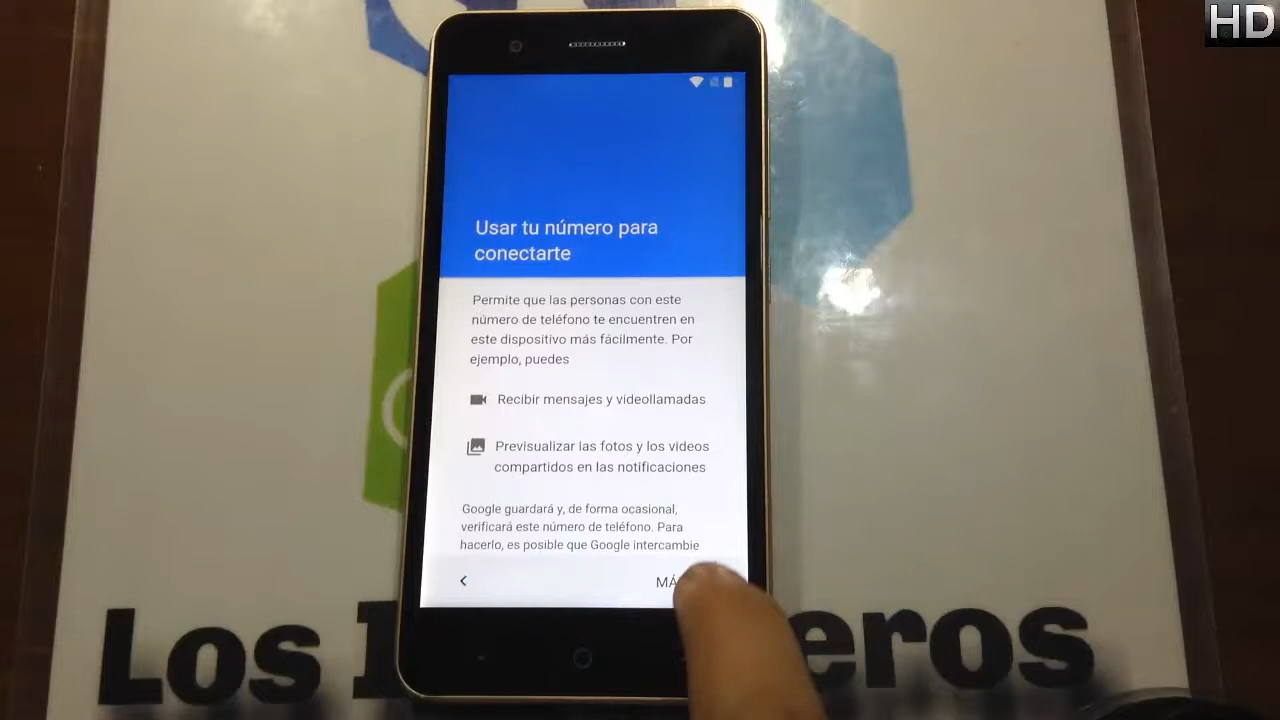 HD
Usar tu número para
conectarte
Permite que las personas con este
número de teléfono te encuentren en
este dispositivo más fácilmente. Por
ejemplo, puedes
Recibir mensajes y videollamadas
Previsualizar las fotos y los videos
compartidos en las notificaciones
Google guardará y, de forma ocasional,
verificará este número de teléfono. Para
hacerlo, es posible que Google intercambie
Los